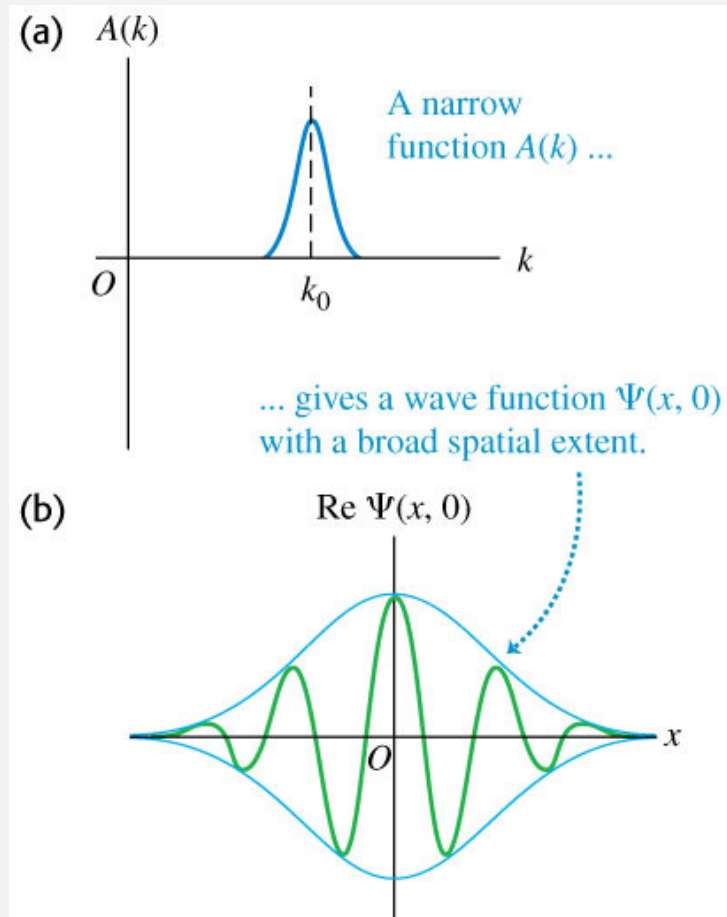 (a) A(k)
A narrow
function A(k) ...
O
k₀
k
... gives a wave function Ψ(x, 0)
with a broad spatial extent.
(b)
Re Ψ(x, 0)
O
x